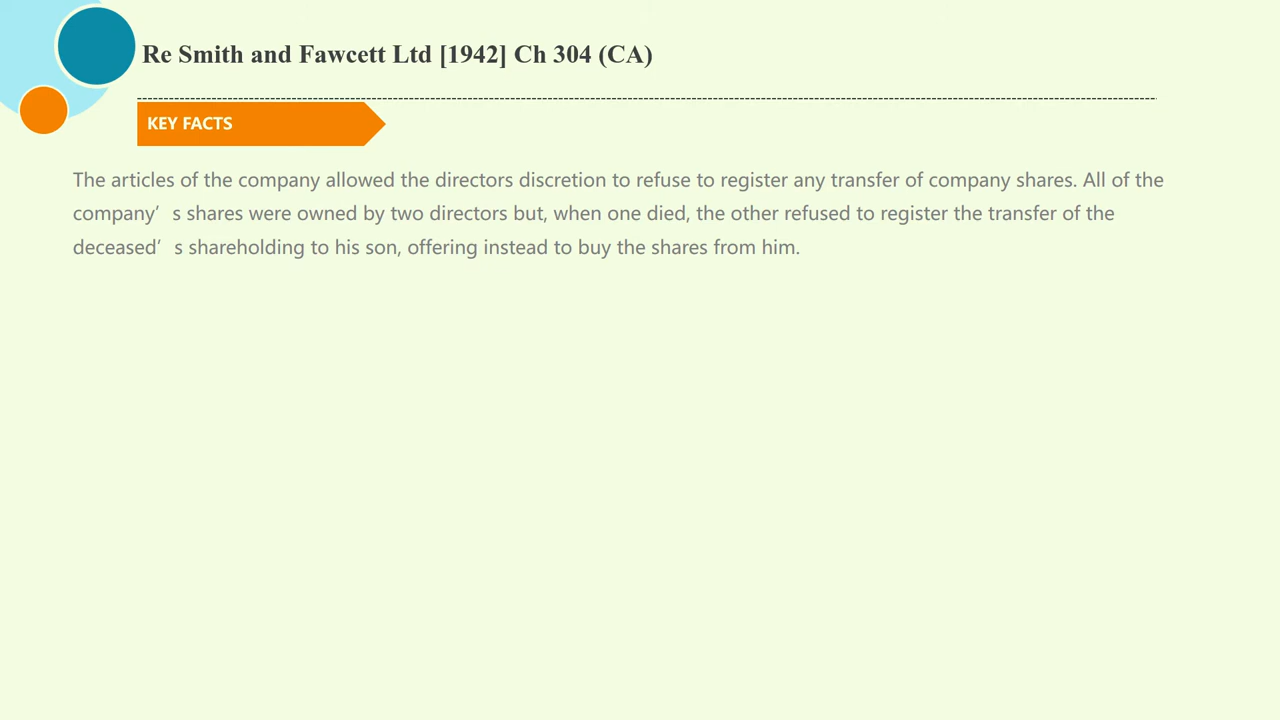 Re Smith and Fawcett Ltd [1942] Ch 304 (CA)
KEY FACTS
The articles of the company allowed the directors discretion to refuse to register any transfer of company shares. All of the
company’s shares were owned by two directors but, when one died, the other refused to register the transfer of the
deceased’s shareholding to his son, offering instead to buy the shares from him.